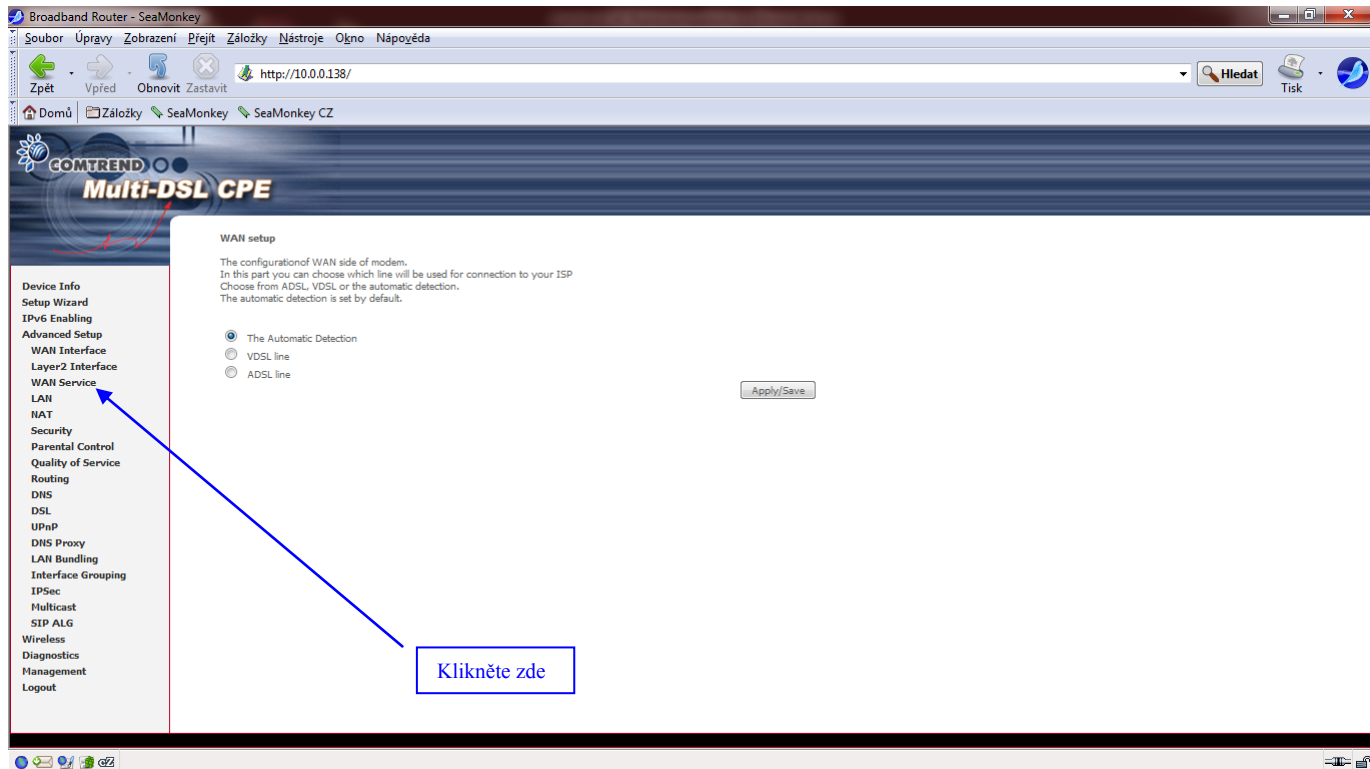 Broadband Router - SeaMonkey
Soubor Úpravy Zobrazení Přejít Záložky Nástroje Okno Nápověda
Zpět Vpřed Obnovit Zastavit http://10.0.0.138/ Hledat Tisk
Domů Záložky SeaMonkey SeaMonkey CZ
COMTREND
Multi-DSL CPE
WAN setup
The configurationof WAN side of modem.
In this part you can choose which line will be used for connection to your ISP
Choose from ADSL, VDSL or the automatic detection.
The automatic detection is set by default.
The Automatic Detection
VDSL line
ADSL line
Apply/Save
Device Info
Setup Wizard
IPv6 Enabling
Advanced Setup
WAN Interface
Layer2 Interface
WAN Service
LAN
NAT
Security
Parental Control
Quality of Service
Routing
DNS
DSL
UPnP
DNS Proxy
LAN Bundling
Interface Grouping
IPSec
Multicast
SIP ALG
Wireless
Diagnostics
Management
Logout
Klikněte zde
cZ